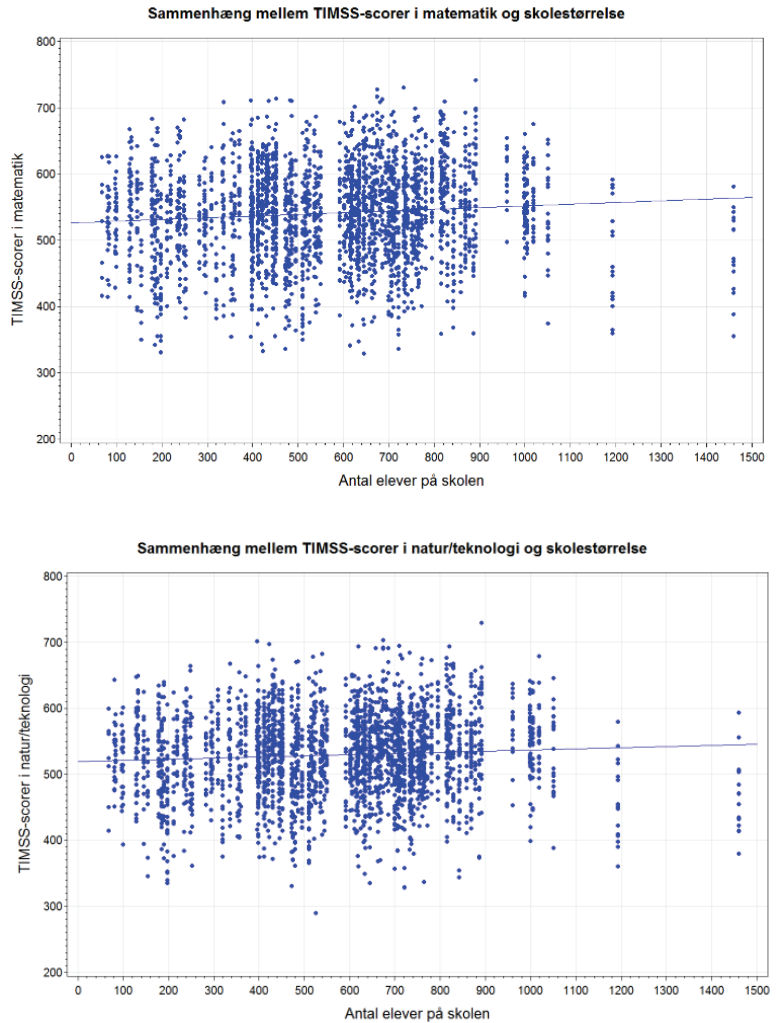 Sammenhæng mellem TIMSS-scorer i matematik og skolestørrelse
800
700
600
500
400
300
200
TIMSS-scorer i matematik
0 100 200 300 400 500 600 700 800 900 1000 1100 1200 1300 1400 1500
Antal elever på skolen
Sammenhæng mellem TIMSS-scorer i natur/teknologi og skolestørrelse
800
700
600
500
400
300
200
TIMSS-scorer i natur/teknologi
0 100 200 300 400 500 600 700 800 900 1000 1100 1200 1300 1400 1500
Antal elever på skolen